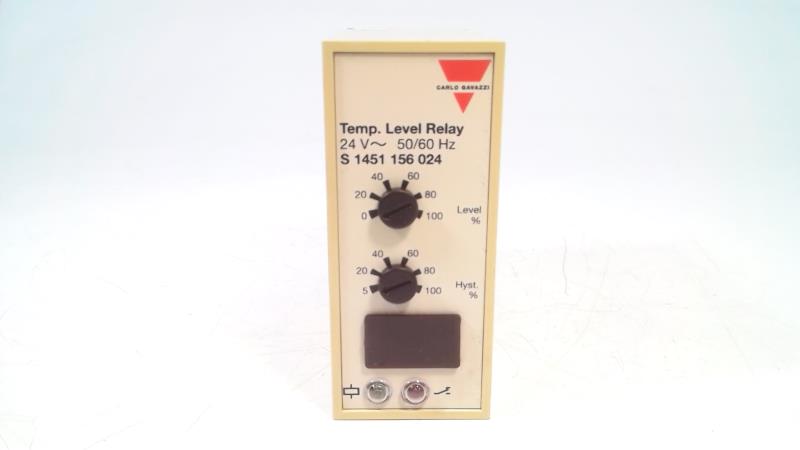 CARLO GAVAZZI
Temp. Level Relay
24 V~ 50/60 Hz
S 1451 156 024
40 60
20 80
0 100 Level
%
40 60
20 80
5 100 Hyst.
%